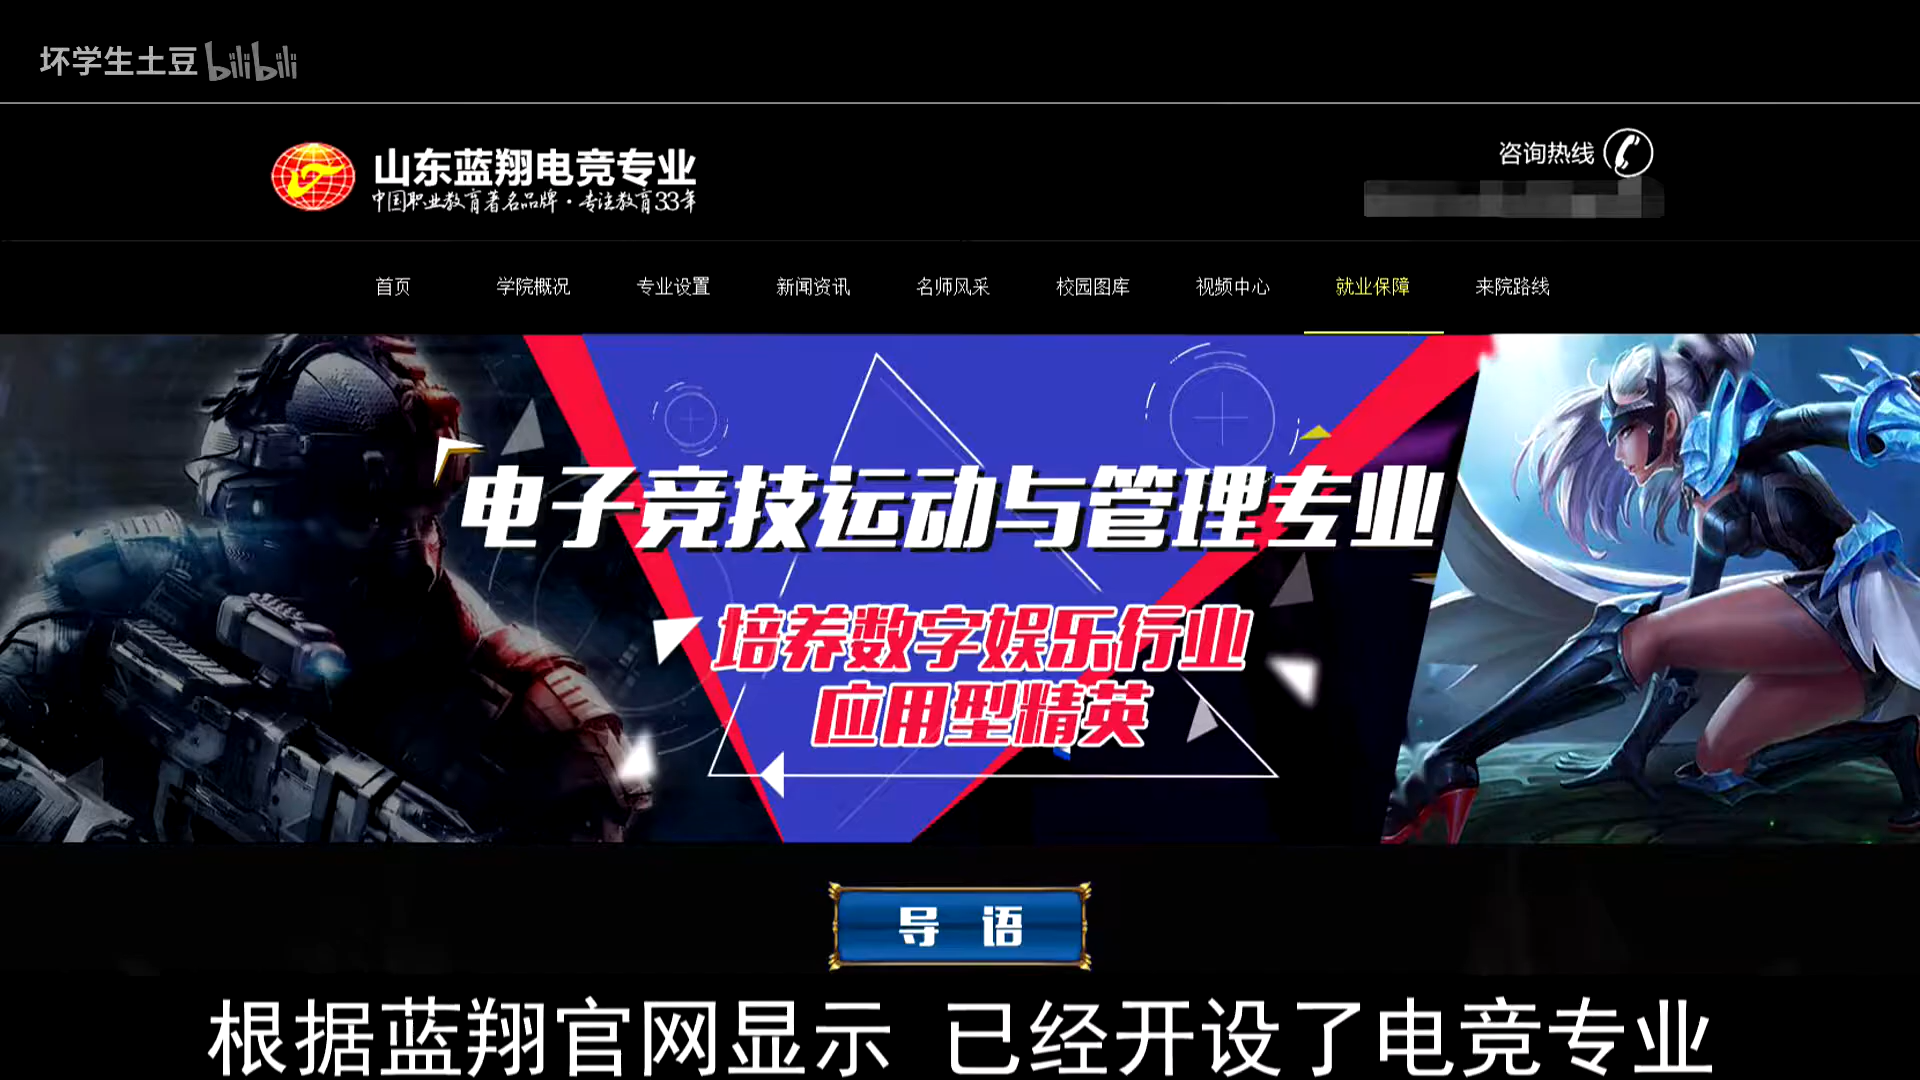 坏学生土豆 bilibili
山东蓝翔电竞专业
中国职业教育著名品牌·专注教育33年
咨询热线
首页 学院概况 专业设置 新闻资讯 名师风采 校园图库 视频中心 就业保障 来院路线
电子竞技运动与管理专业
培养数字娱乐行业
应用型精英
导 语
根据蓝翔官网显示 已经开设了电竞专业